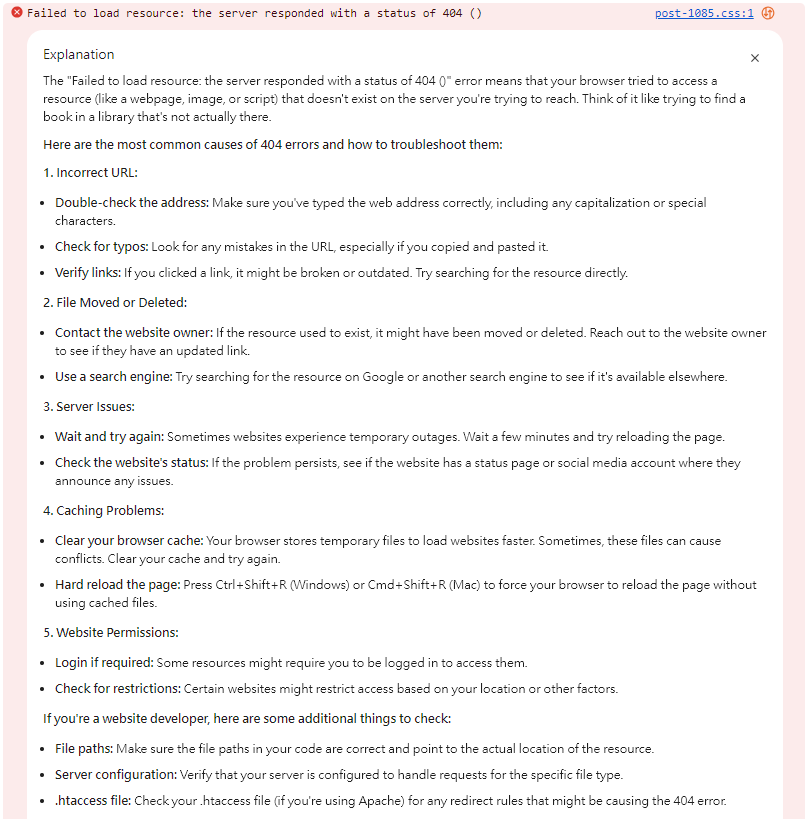 Failed to load resource: the server responded with a status of 404 () post-1085.css:1
Explanation
The "Failed to load resource: the server responded with a status of 404 ()" error means that your browser tried to access a
resource (like a webpage, image, or script) that doesn't exist on the server you're trying to reach. Think of it like trying to find a
book in a library that's not actually there.
Here are the most common causes of 404 errors and how to troubleshoot them:
1. Incorrect URL:
• Double-check the address: Make sure you've typed the web address correctly, including any capitalization or special
characters.
• Check for typos: Look for any mistakes in the URL, especially if you copied and pasted it.
• Verify links: If you clicked a link, it might be broken or outdated. Try searching for the resource directly.
2. File Moved or Deleted:
• Contact the website owner: If the resource used to exist, it might have been moved or deleted. Reach out to the website owner
to see if they have an updated link.
• Use a search engine: Try searching for the resource on Google or another search engine to see if it's available elsewhere.
3. Server Issues:
• Wait and try again: Sometimes websites experience temporary outages. Wait a few minutes and try reloading the page.
• Check the website's status: If the problem persists, see if the website has a status page or social media account where they
announce any issues.
4. Caching Problems:
• Clear your browser cache: Your browser stores temporary files to load websites faster. Sometimes, these files can cause
conflicts. Clear your cache and try again.
• Hard reload the page: Press Ctrl+Shift+R (Windows) or Cmd+Shift+R (Mac) to force your browser to reload the page without
using cached files.
5. Website Permissions:
• Login if required: Some resources might require you to be logged in to access them.
• Check for restrictions: Certain websites might restrict access based on your location or other factors.
If you're a website developer, here are some additional things to check:
• File paths: Make sure the file paths in your code are correct and point to the actual location of the resource.
• Server configuration: Verify that your server is configured to handle requests for the specific file type.
• .htaccess file: Check your .htaccess file (if you're using Apache) for any redirect rules that might be causing the 404 error.